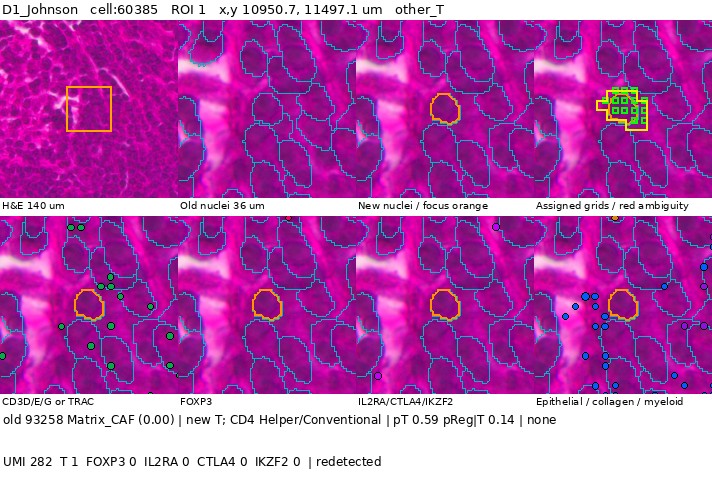 D1_Johnson   cell:60385   ROI 1   x,y 10950.7, 11497.1 um   other_T
H&E 140 um
Old nuclei 36 um
New nuclei / focus orange
Assigned grids / red ambiguity
CD3D/E/G or TRAC
FOXP3
IL2RA/CTLA4/IKZF2
Epithelial / collagen / myeloid
old 93258 Matrix_CAF (0.00) | new T; CD4 Helper/Conventional | pT 0.59 pReg|T 0.14 | none
UMI 282  T 1  FOXP3 0  IL2RA 0  CTLA4 0  IKZF2 0  | redetected